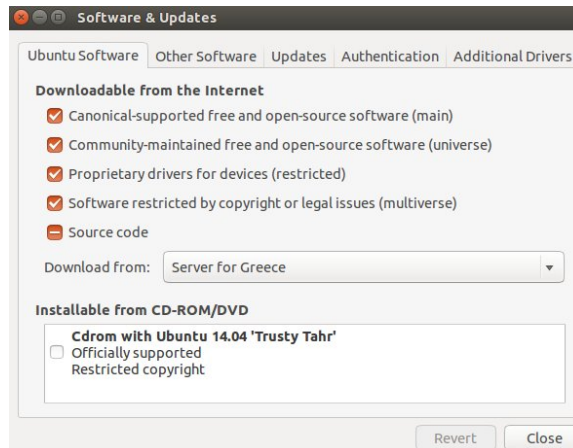 Software & Updates
Ubuntu Software Other Software Updates Authentication Additional Drivers
Downloadable from the Internet
Canonical-supported free and open-source software (main)
Community-maintained free and open-source software (universe)
Proprietary drivers for devices (restricted)
Software restricted by copyright or legal issues (multiverse)
Source code
Download from: Server for Greece
Installable from CD-ROM/DVD
Cdrom with Ubuntu 14.04 'Trusty Tahr'
Officially supported
Restricted copyright
Revert Close